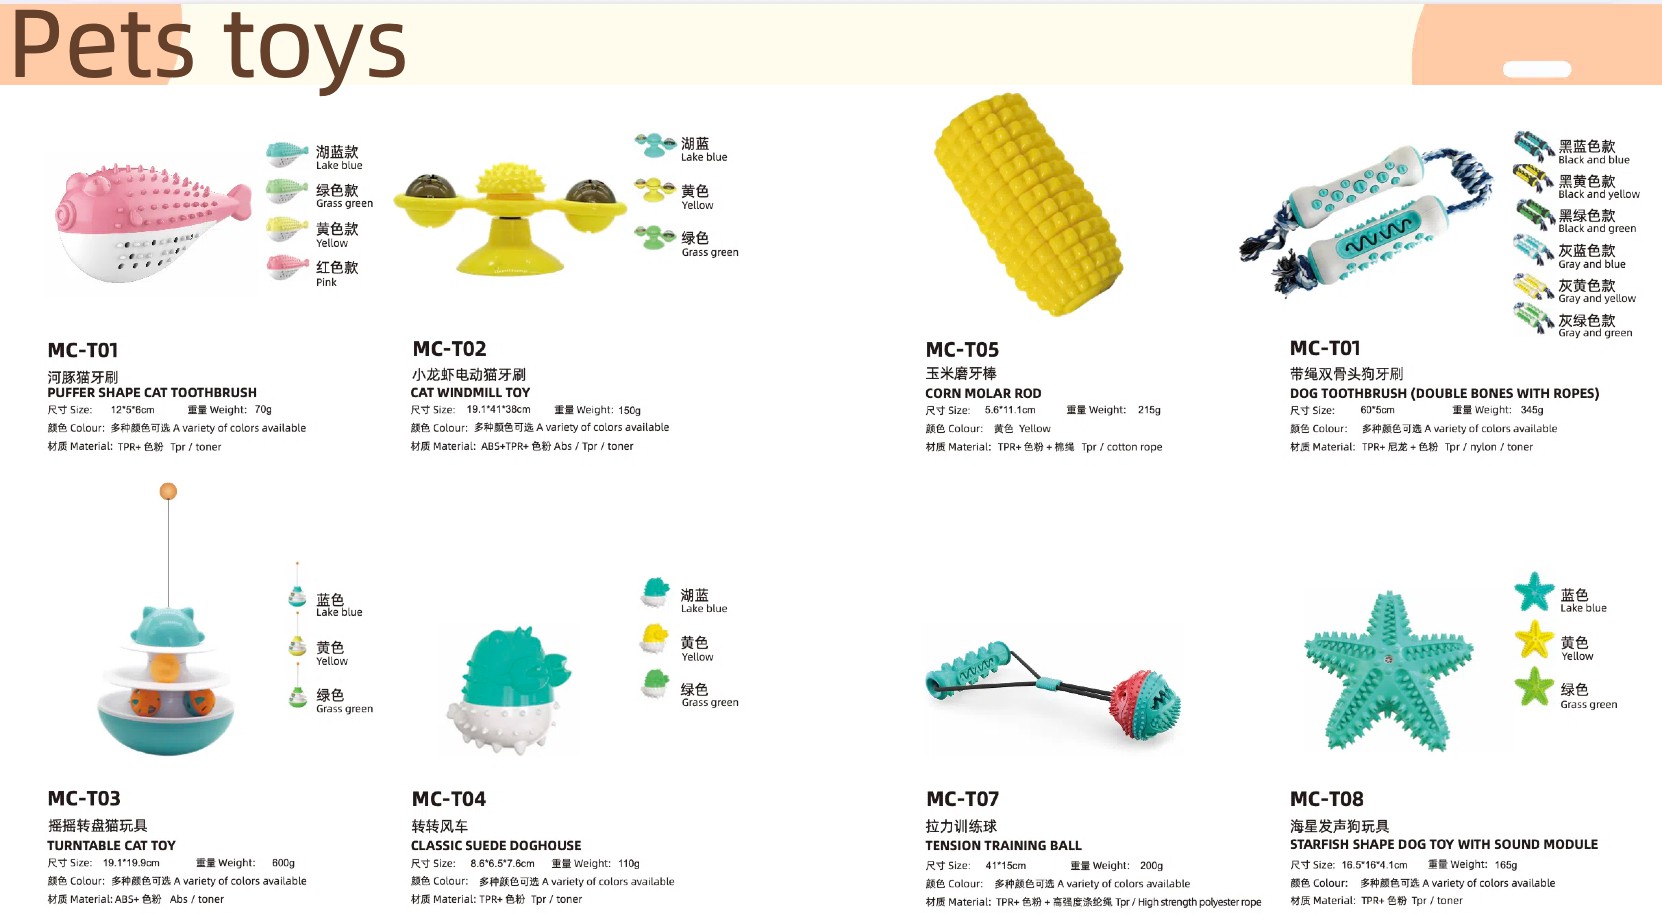 Pets toys
湖蓝款
Lake blue
绿色款
Grass green
黄色款
Yellow
红色款
Pink
MC-T01
河豚猫牙刷
PUFFER SHAPE CAT TOOTHBRUSH
尺寸 Size: 12*5*6cm 重量 Weight: 70g
颜色 Colour: 多种颜色可选 A variety of colors available
材质 Material: TPR+ 色粉 Tpr / toner
湖蓝
Lake blue
黄色
Yellow
绿色
Grass green
MC-T02
小龙虾电动猫牙刷
CAT WINDMILL TOY
尺寸 Size: 19.1*41*38cm 重量 Weight: 150g
颜色 Colour: 多种颜色可选 A variety of colors available
材质 Material: ABS+TPR+ 色粉 Abs / Tpr / toner
MC-T05
玉米磨牙棒
CORN MOLAR ROD
尺寸 Size: 5.6*11.1cm 重量 Weight: 215g
颜色 Colour: 黄色 Yellow
材质 Material: TPR+ 色粉 + 棉绳 Tpr / cotton rope
黑蓝色款
Black and blue
黑黄色款
Black and yellow
黑绿色款
Black and green
灰蓝色款
Gray and blue
灰黄色款
Gray and yellow
灰绿色款
Gray and green
MC-T01
带绳双骨头狗牙刷
DOG TOOTHBRUSH (DOUBLE BONES WITH ROPES)
尺寸 Size: 60*5cm 重量 Weight: 345g
颜色 Colour: 多种颜色可选 A variety of colors available
材质 Material: TPR+ 尼龙 + 色粉 Tpr / nylon / toner
蓝色
Lake blue
黄色
Yellow
绿色
Grass green
MC-T03
摇摇转盘猫玩具
TURNTABLE CAT TOY
尺寸 Size: 19.1*19.9cm 重量 Weight: 600g
颜色 Colour: 多种颜色可选 A variety of colors available
材质 Material: ABS+ 色粉 Abs / toner
湖蓝
Lake blue
黄色
Yellow
绿色
Grass green
MC-T04
转转风车
CLASSIC SUEDE DOGHOUSE
尺寸 Size: 8.6*6.5*7.6cm 重量 Weight: 110g
颜色 Colour: 多种颜色可选 A variety of colors available
材质 Material: TPR+ 色粉 Tpr / toner
MC-T07
拉力训练球
TENSION TRAINING BALL
尺寸 Size: 41*15cm 重量 Weight: 200g
颜色 Colour: 多种颜色可选 A variety of colors available
材质 Material: TPR+ 色粉 + 高强度涤纶绳 Tpr / High strength polyester rope
蓝色
Lake blue
黄色
Yellow
绿色
Grass green
MC-T08
海星发声狗玩具
STARFISH SHAPE DOG TOY WITH SOUND MODULE
尺寸 Size: 16.5*16*4.1cm 重量 Weight: 165g
颜色 Colour: 多种颜色可选 A variety of colors available
材质 Material: TPR+ 色粉 Tpr / toner